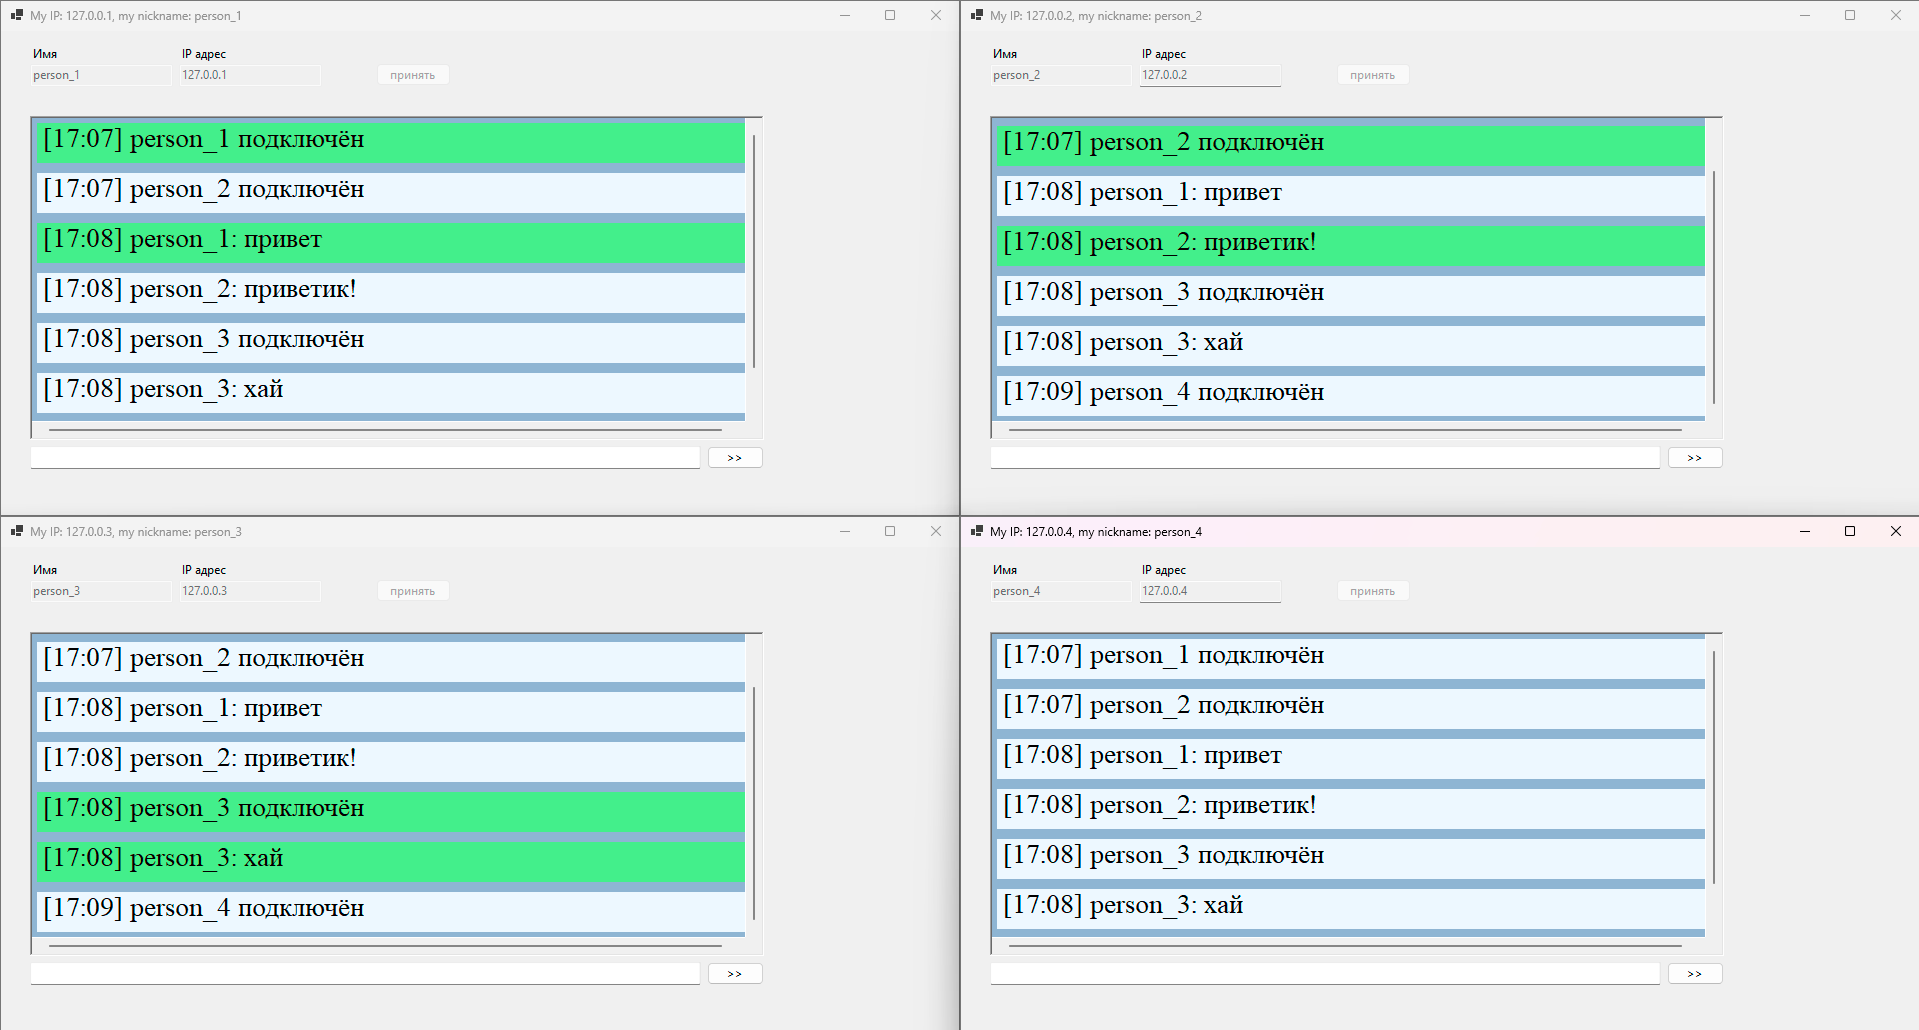 My IP: 127.0.0.1, my nickname: person_1
Имя IP адрес
person_1 127.0.0.1 принять
[17:07] person_1 подключён
[17:07] person_2 подключён
[17:08] person_1: привет
[17:08] person_2: приветик!
[17:08] person_3 подключён
[17:08] person_3: хай
>>
My IP: 127.0.0.2, my nickname: person_2
Имя IP адрес
person_2 127.0.0.2 принять
[17:07] person_2 подключён
[17:08] person_1: привет
[17:08] person_2: приветик!
[17:08] person_3 подключён
[17:08] person_3: хай
[17:09] person_4 подключён
>>
My IP: 127.0.0.3, my nickname: person_3
Имя IP адрес
person_3 127.0.0.3 принять
[17:07] person_2 подключён
[17:08] person_1: привет
[17:08] person_2: приветик!
[17:08] person_3 подключён
[17:08] person_3: хай
[17:09] person_4 подключён
>>
My IP: 127.0.0.4, my nickname: person_4
Имя IP адрес
person_4 127.0.0.4 принять
[17:07] person_1 подключён
[17:07] person_2 подключён
[17:08] person_1: привет
[17:08] person_2: приветик!
[17:08] person_3 подключён
[17:08] person_3: хай
>>